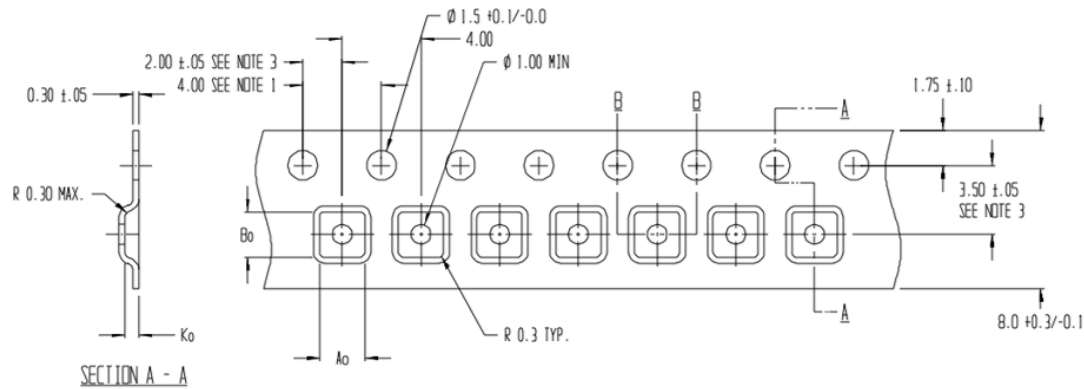 Ø 1.5 +0.1/-0.0
4.00
2.00 ±.05 SEE NOTE 3
Ø 1.00 MIN
4.00 SEE NOTE 1
0.30 ±.05
B
B
A
1.75 ±.10
R 0.30 MAX.
3.50 ±.05
SEE NOTE 3
Bo
A
8.0 +0.3/-0.1
Ko
R 0.3 TYP.
Ao
SECTION A - A